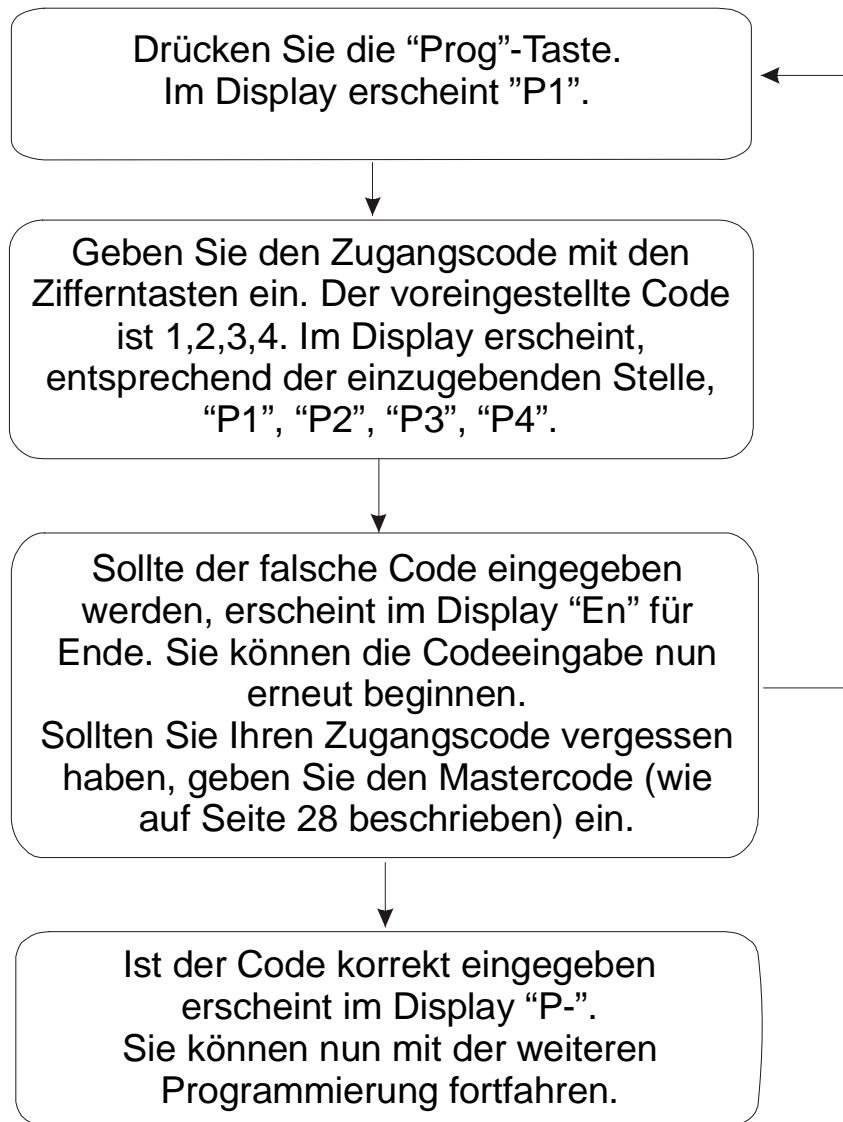 Drücken Sie die “Prog”-Taste.
Im Display erscheint ”P1”.
Geben Sie den Zugangscode mit den
Zifferntasten ein. Der voreingestellte Code
ist 1,2,3,4. Im Display erscheint,
entsprechend der einzugebenden Stelle,
“P1”, “P2”, “P3”, “P4”.
Sollte der falsche Code eingegeben
werden, erscheint im Display “En” für
Ende. Sie können die Codeeingabe nun
erneut beginnen.
Sollten Sie Ihren Zugangscode vergessen
haben, geben Sie den Mastercode (wie
auf Seite 28 beschrieben) ein.
Ist der Code korrekt eingegeben
erscheint im Display “P-”.
Sie können nun mit der weiteren
Programmierung fortfahren.